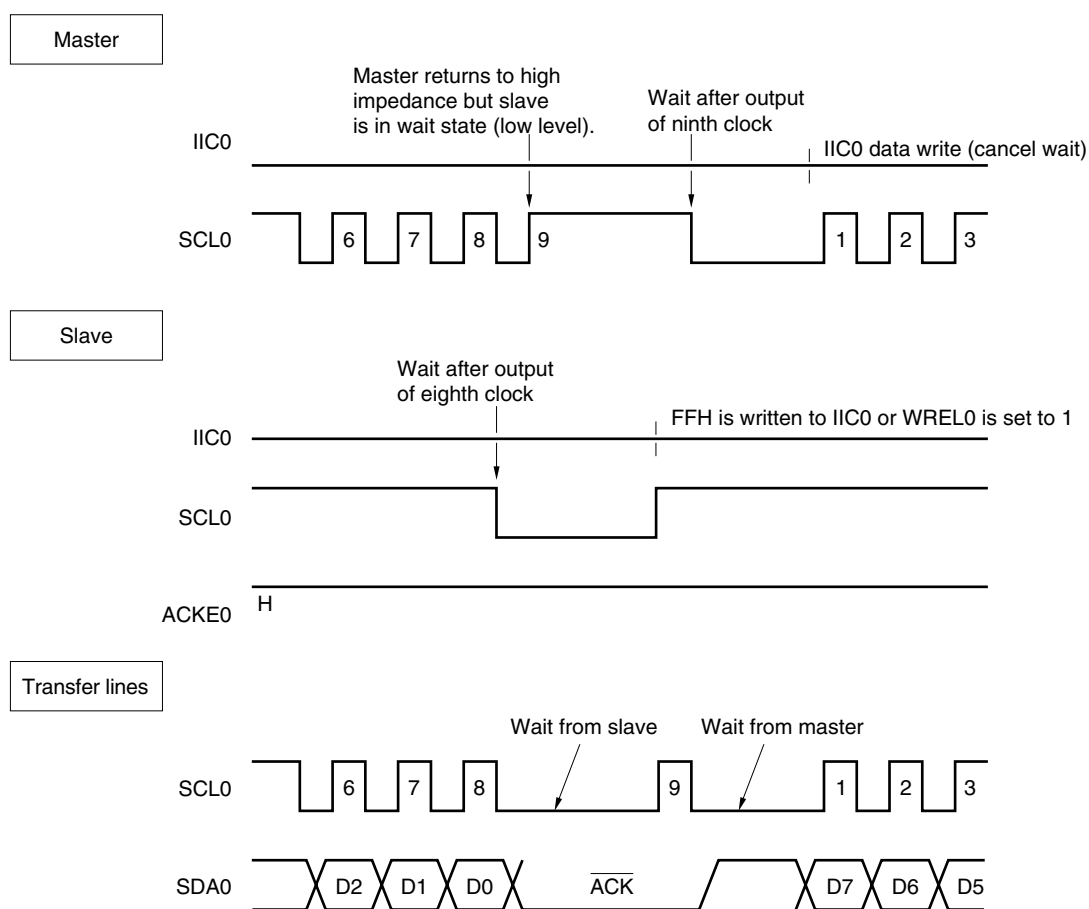 Master
Master returns to high
impedance but slave
is in wait state (low level).
Wait after output
of ninth clock
IIC0
IIC0 data write (cancel wait)
SCL0
6 7 8 9 1 2 3
Slave
Wait after output
of eighth clock
FFH is written to IIC0 or WREL0 is set to 1
IIC0
SCL0
H
ACKE0
Transfer lines
Wait from slave Wait from master
SCL0 6 7 8 9 1 2 3
SDA0 D2 D1 D0 ACK D7 D6 D5